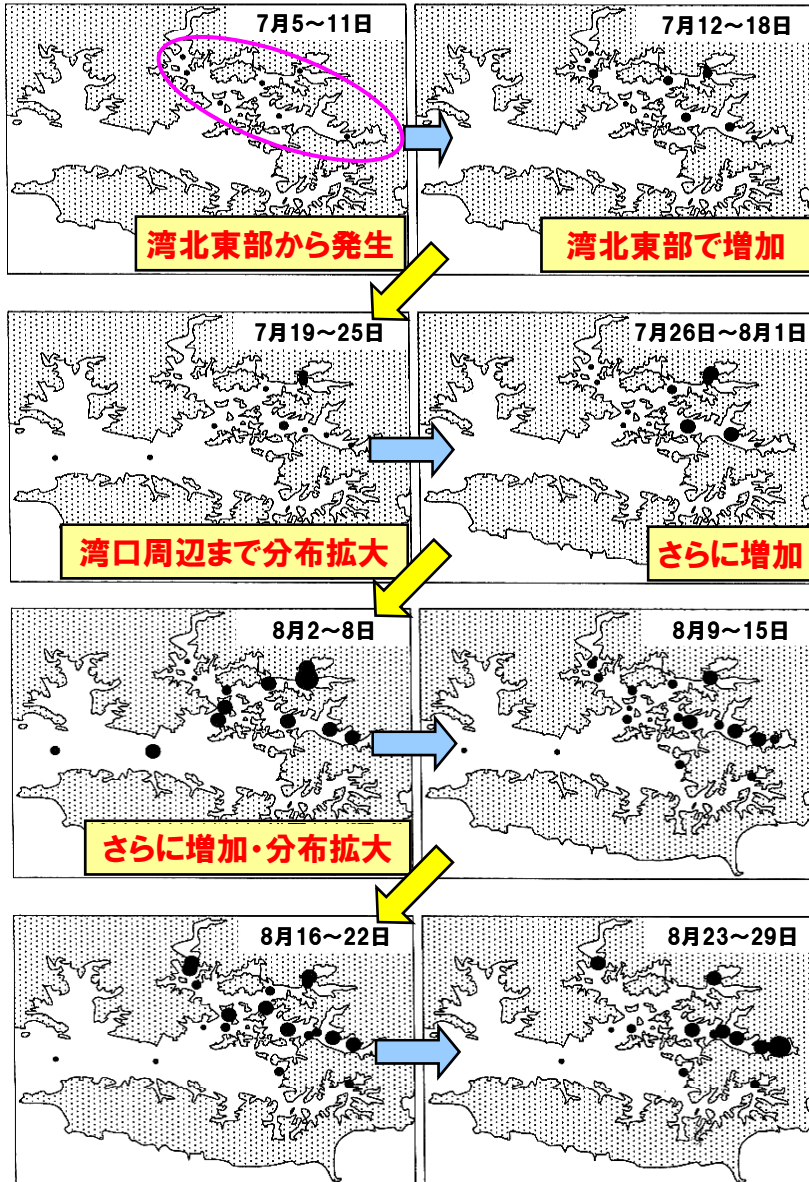 7月5～11日
7月12～18日
湾北東部から発生
湾北東部で増加
7月19～25日
7月26日～8月1日
湾口周辺まで分布拡大
さらに増加
8月2～8日
8月9～15日
さらに増加・分布拡大
8月16～22日
8月23～29日